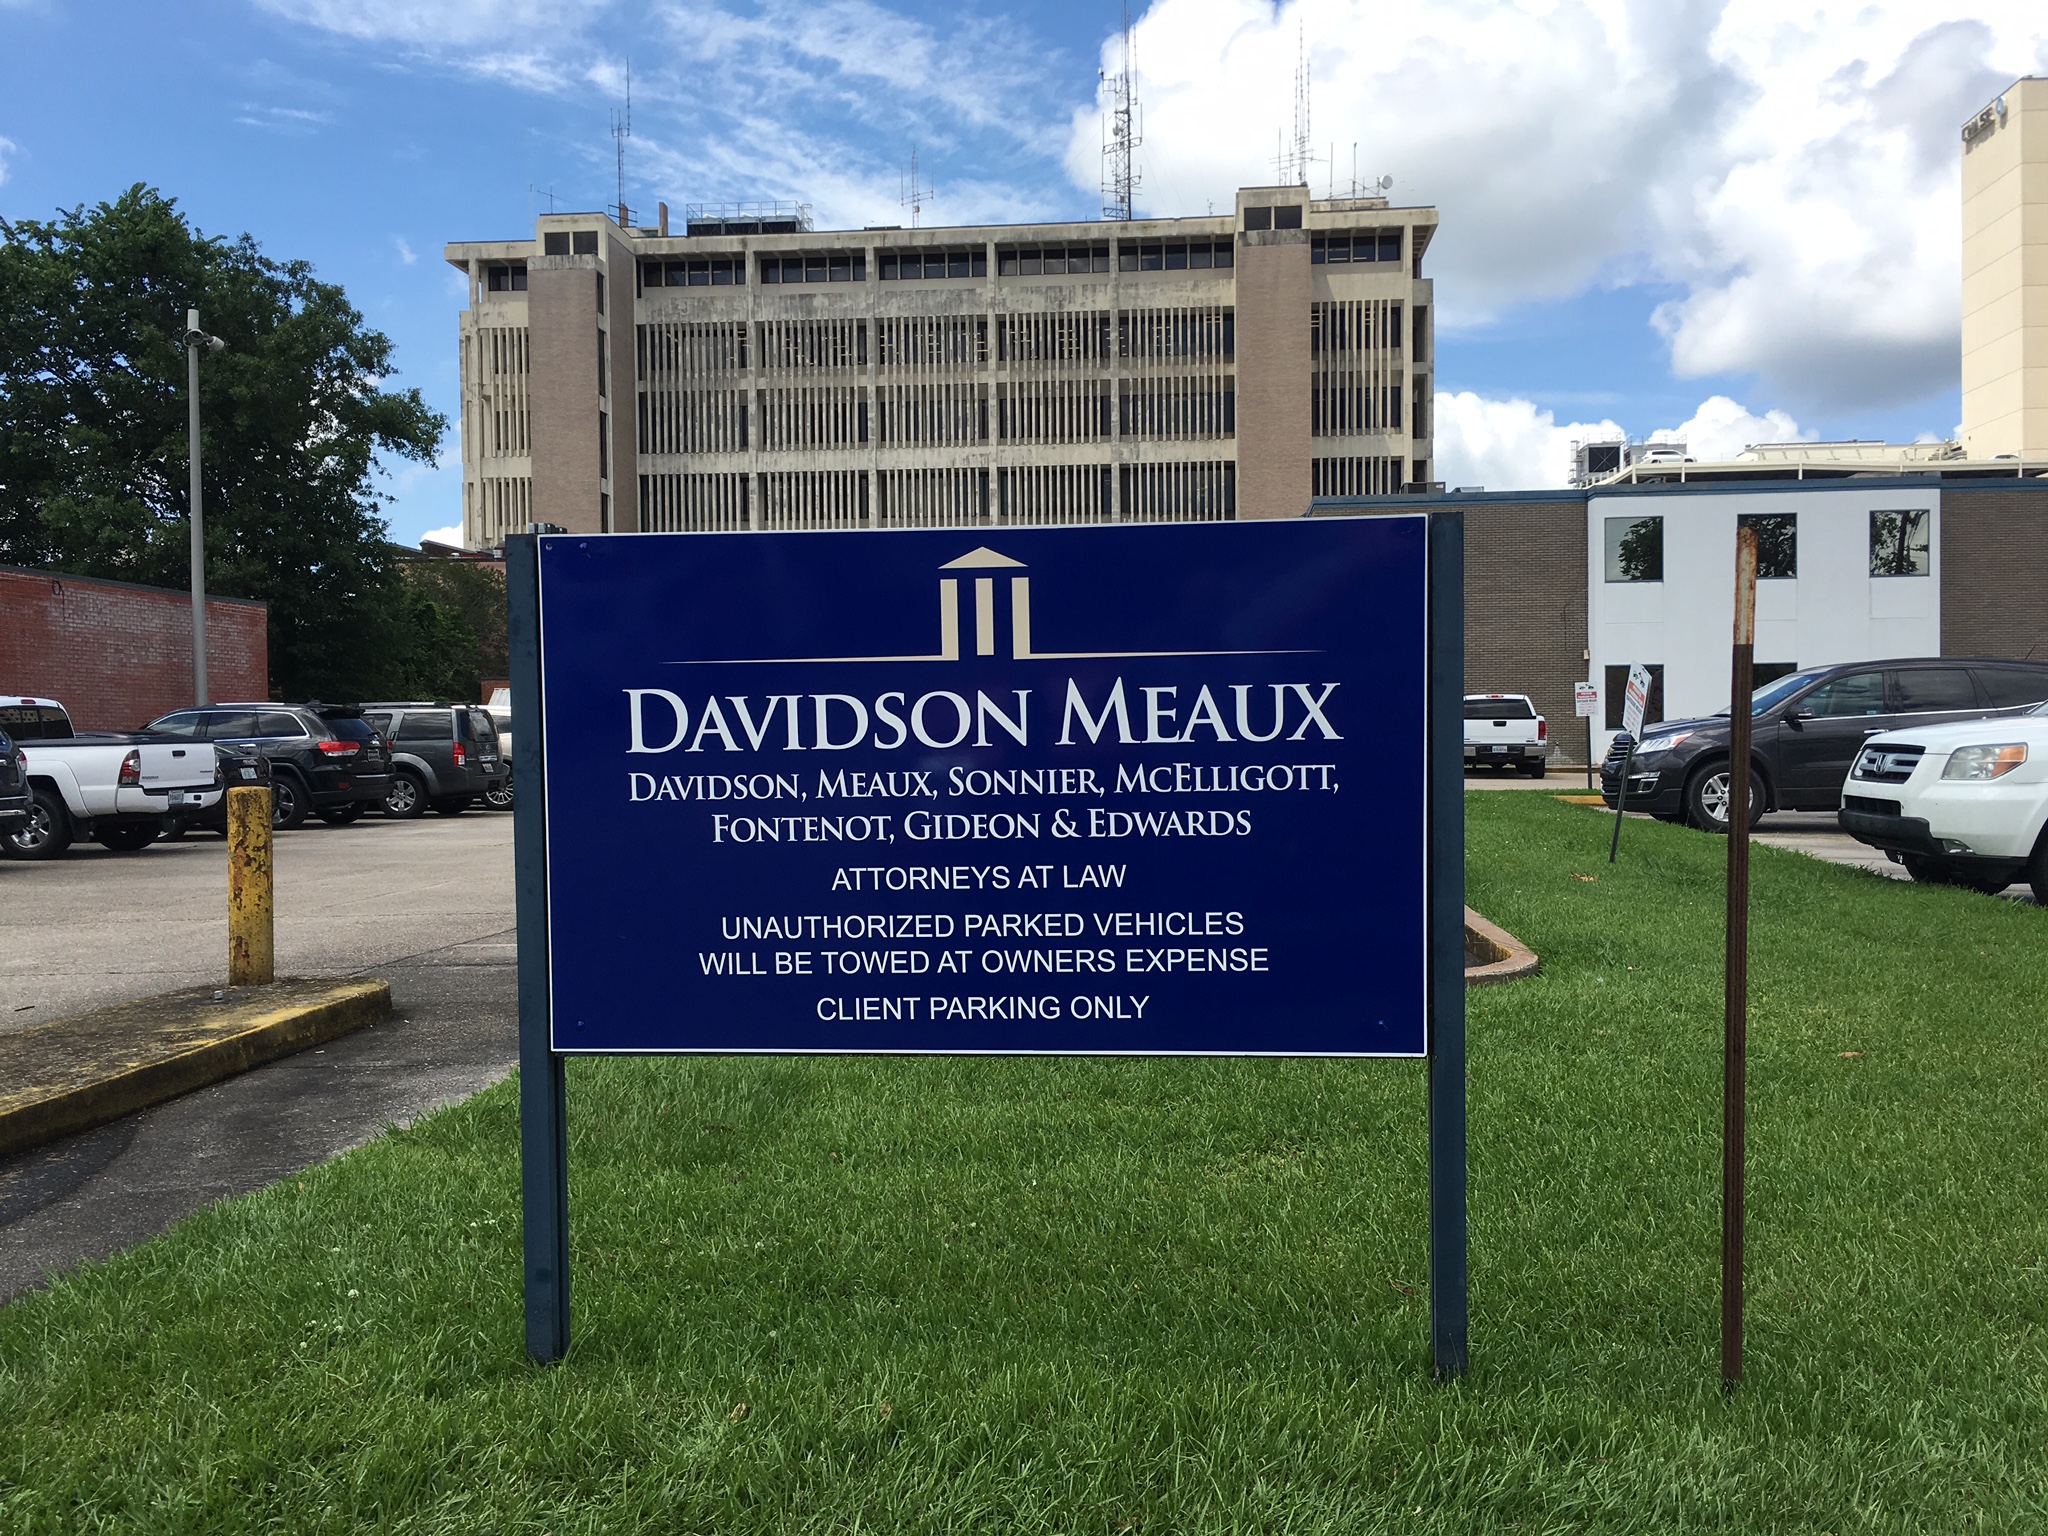 CHASE
DAVIDSON MEAUX
DAVIDSON, MEAUX, SONNIER, MCELLIGOTT,
FONTENOT, GIDEON & EDWARDS
ATTORNEYS AT LAW
UNAUTHORIZED PARKED VEHICLES
WILL BE TOWED AT OWNERS EXPENSE
CLIENT PARKING ONLY